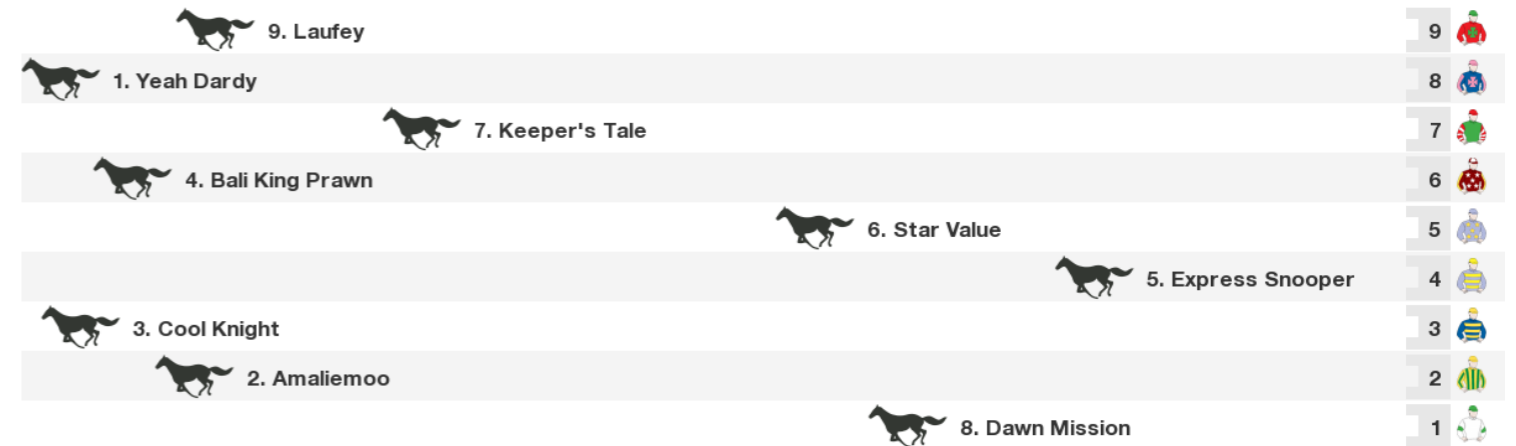 9. Laufey 9
1. Yeah Dardy 8
7. Keeper's Tale 7
4. Bali King Prawn 6
6. Star Value 5
5. Express Snooper 4
3. Cool Knight 3
2. Amaliemoo 2
8. Dawn Mission 1